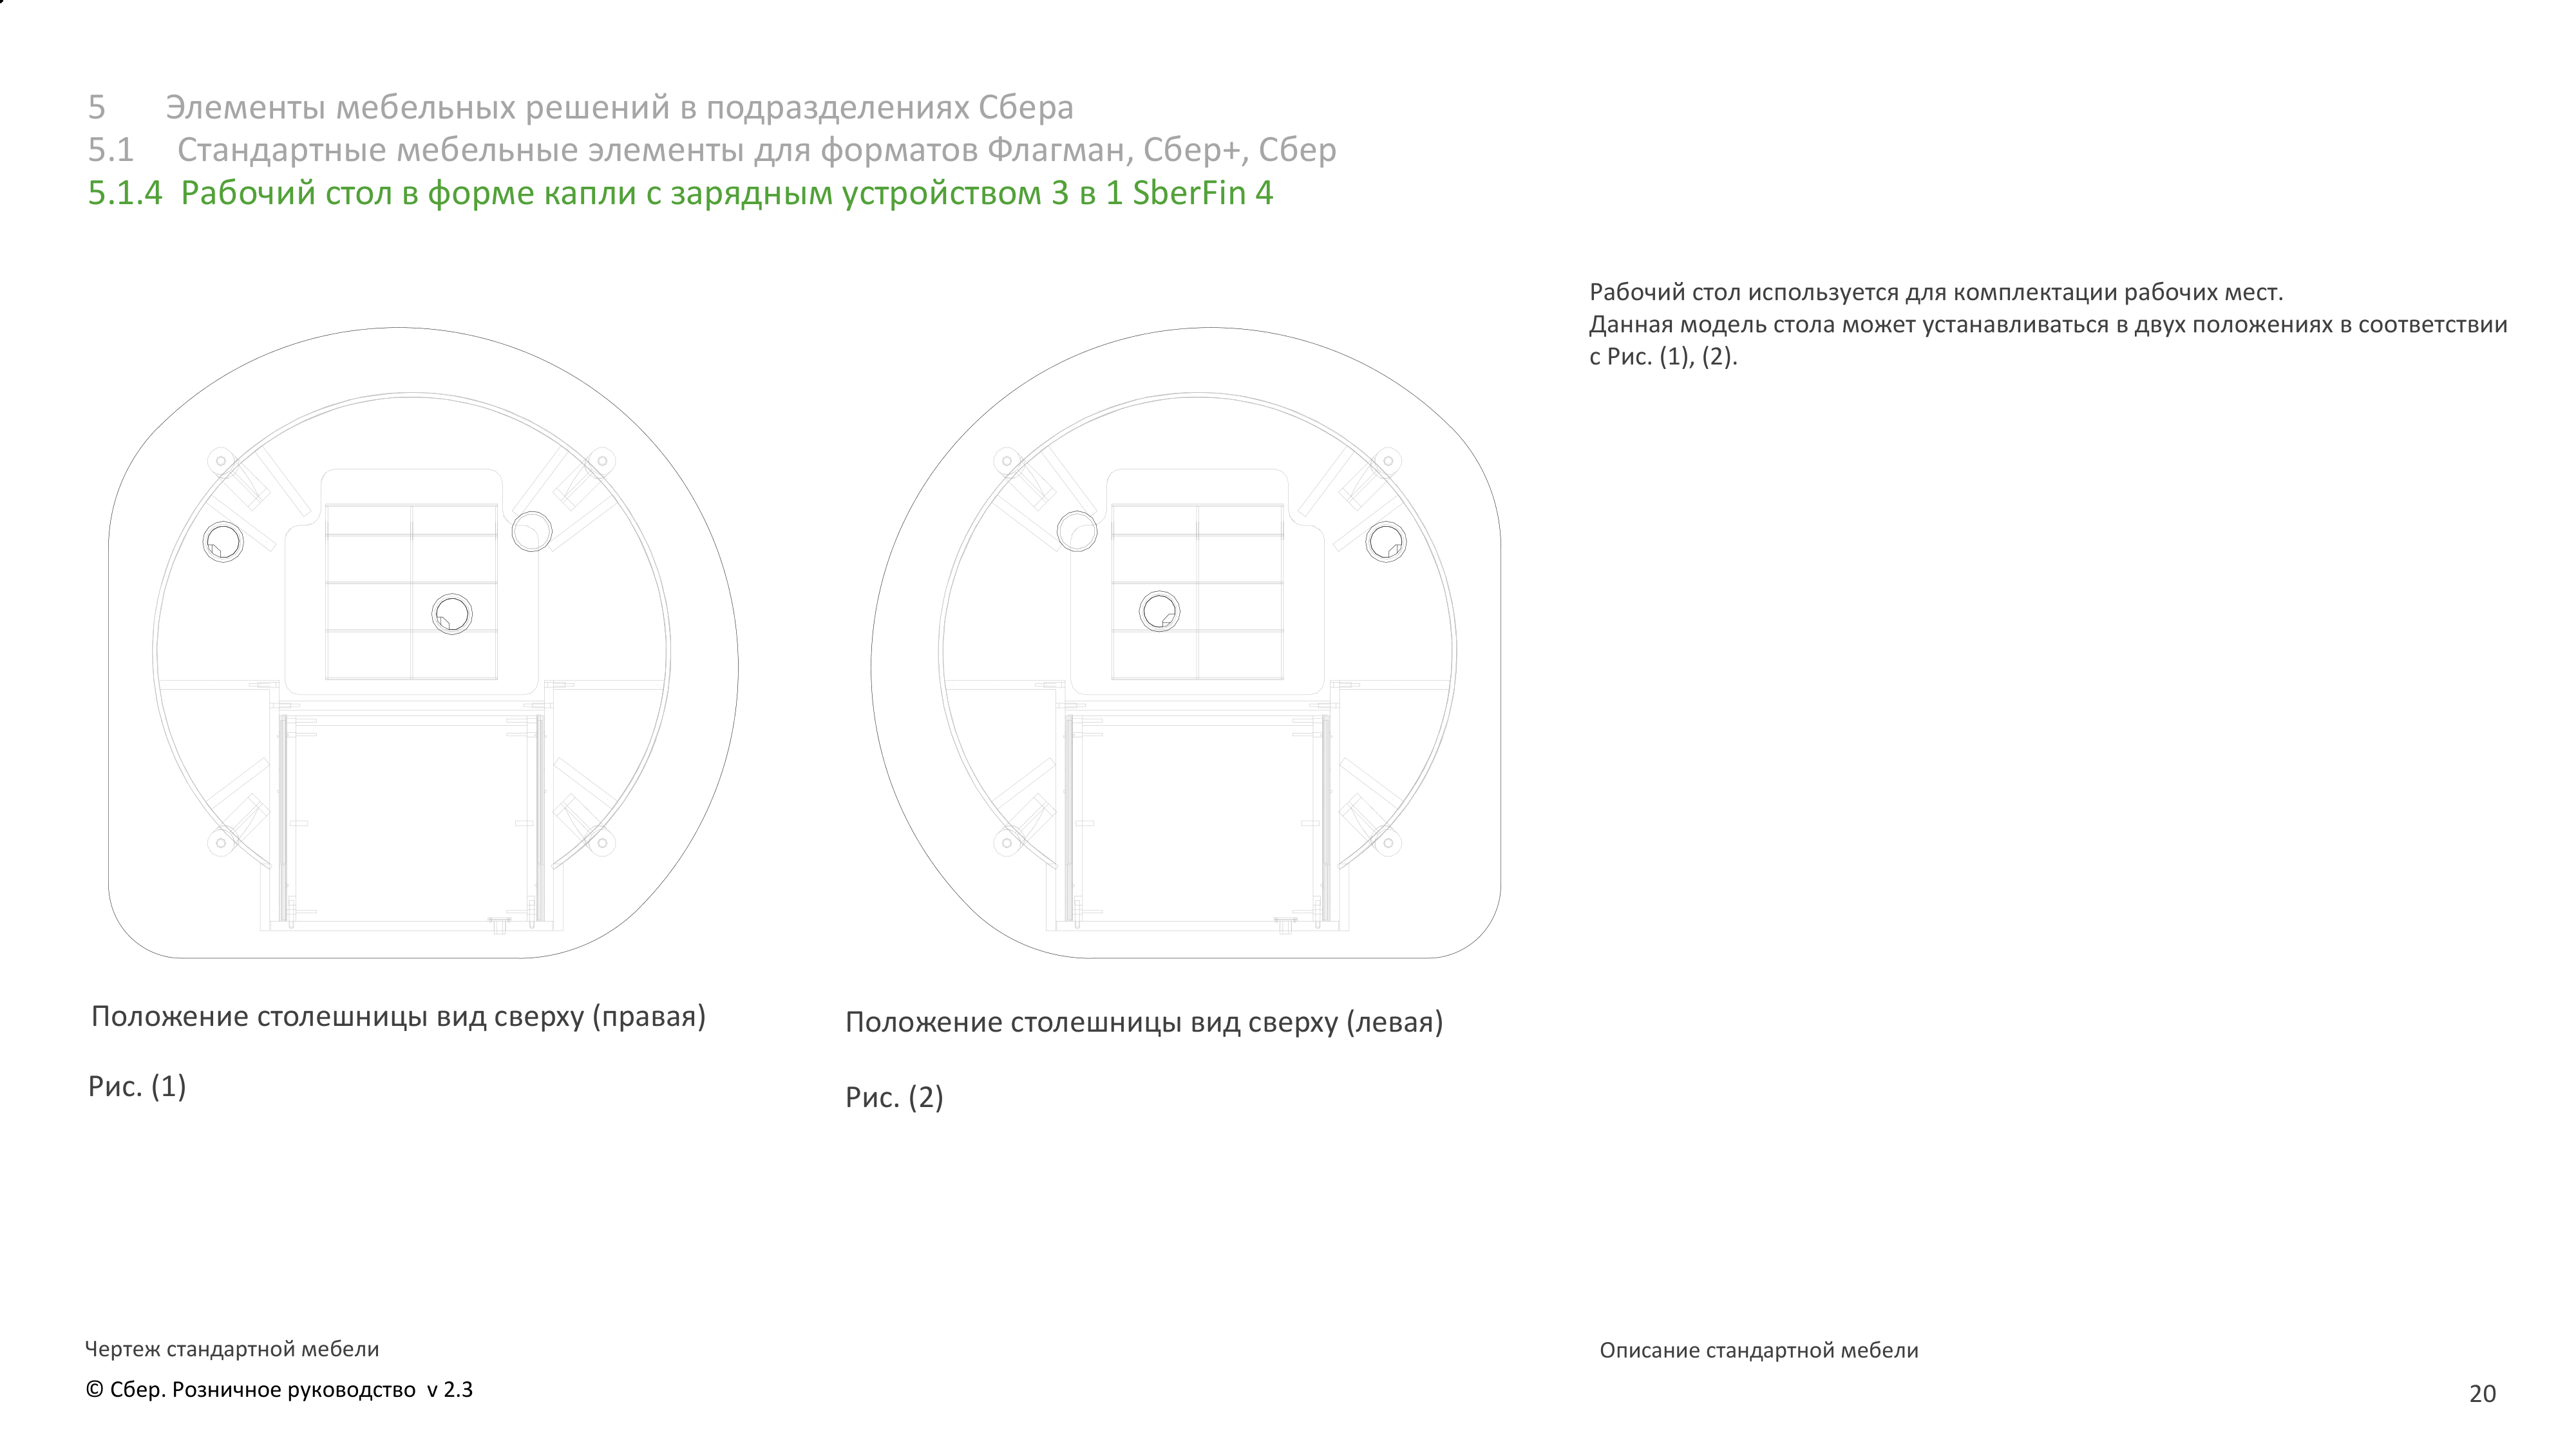 5 Элементы мебельных решений в подразделениях Сбера
5.1 Стандартные мебельные элементы для форматов Флагман, Сбер+, Сбер
5.1.4 Рабочий стол в форме капли с зарядным устройством 3 в 1 SberFin 4
Рабочий стол используется для комплектации рабочих мест.
Данная модель стола может устанавливаться в двух положениях в соответствии
с Рис. (1), (2).
Положение столешницы вид сверху (правая)
Рис. (1)
Положение столешницы вид сверху (левая)
Рис. (2)
Чертеж стандартной мебели
Описание стандартной мебели
© Сбер. Розничное руководство v 2.3
20